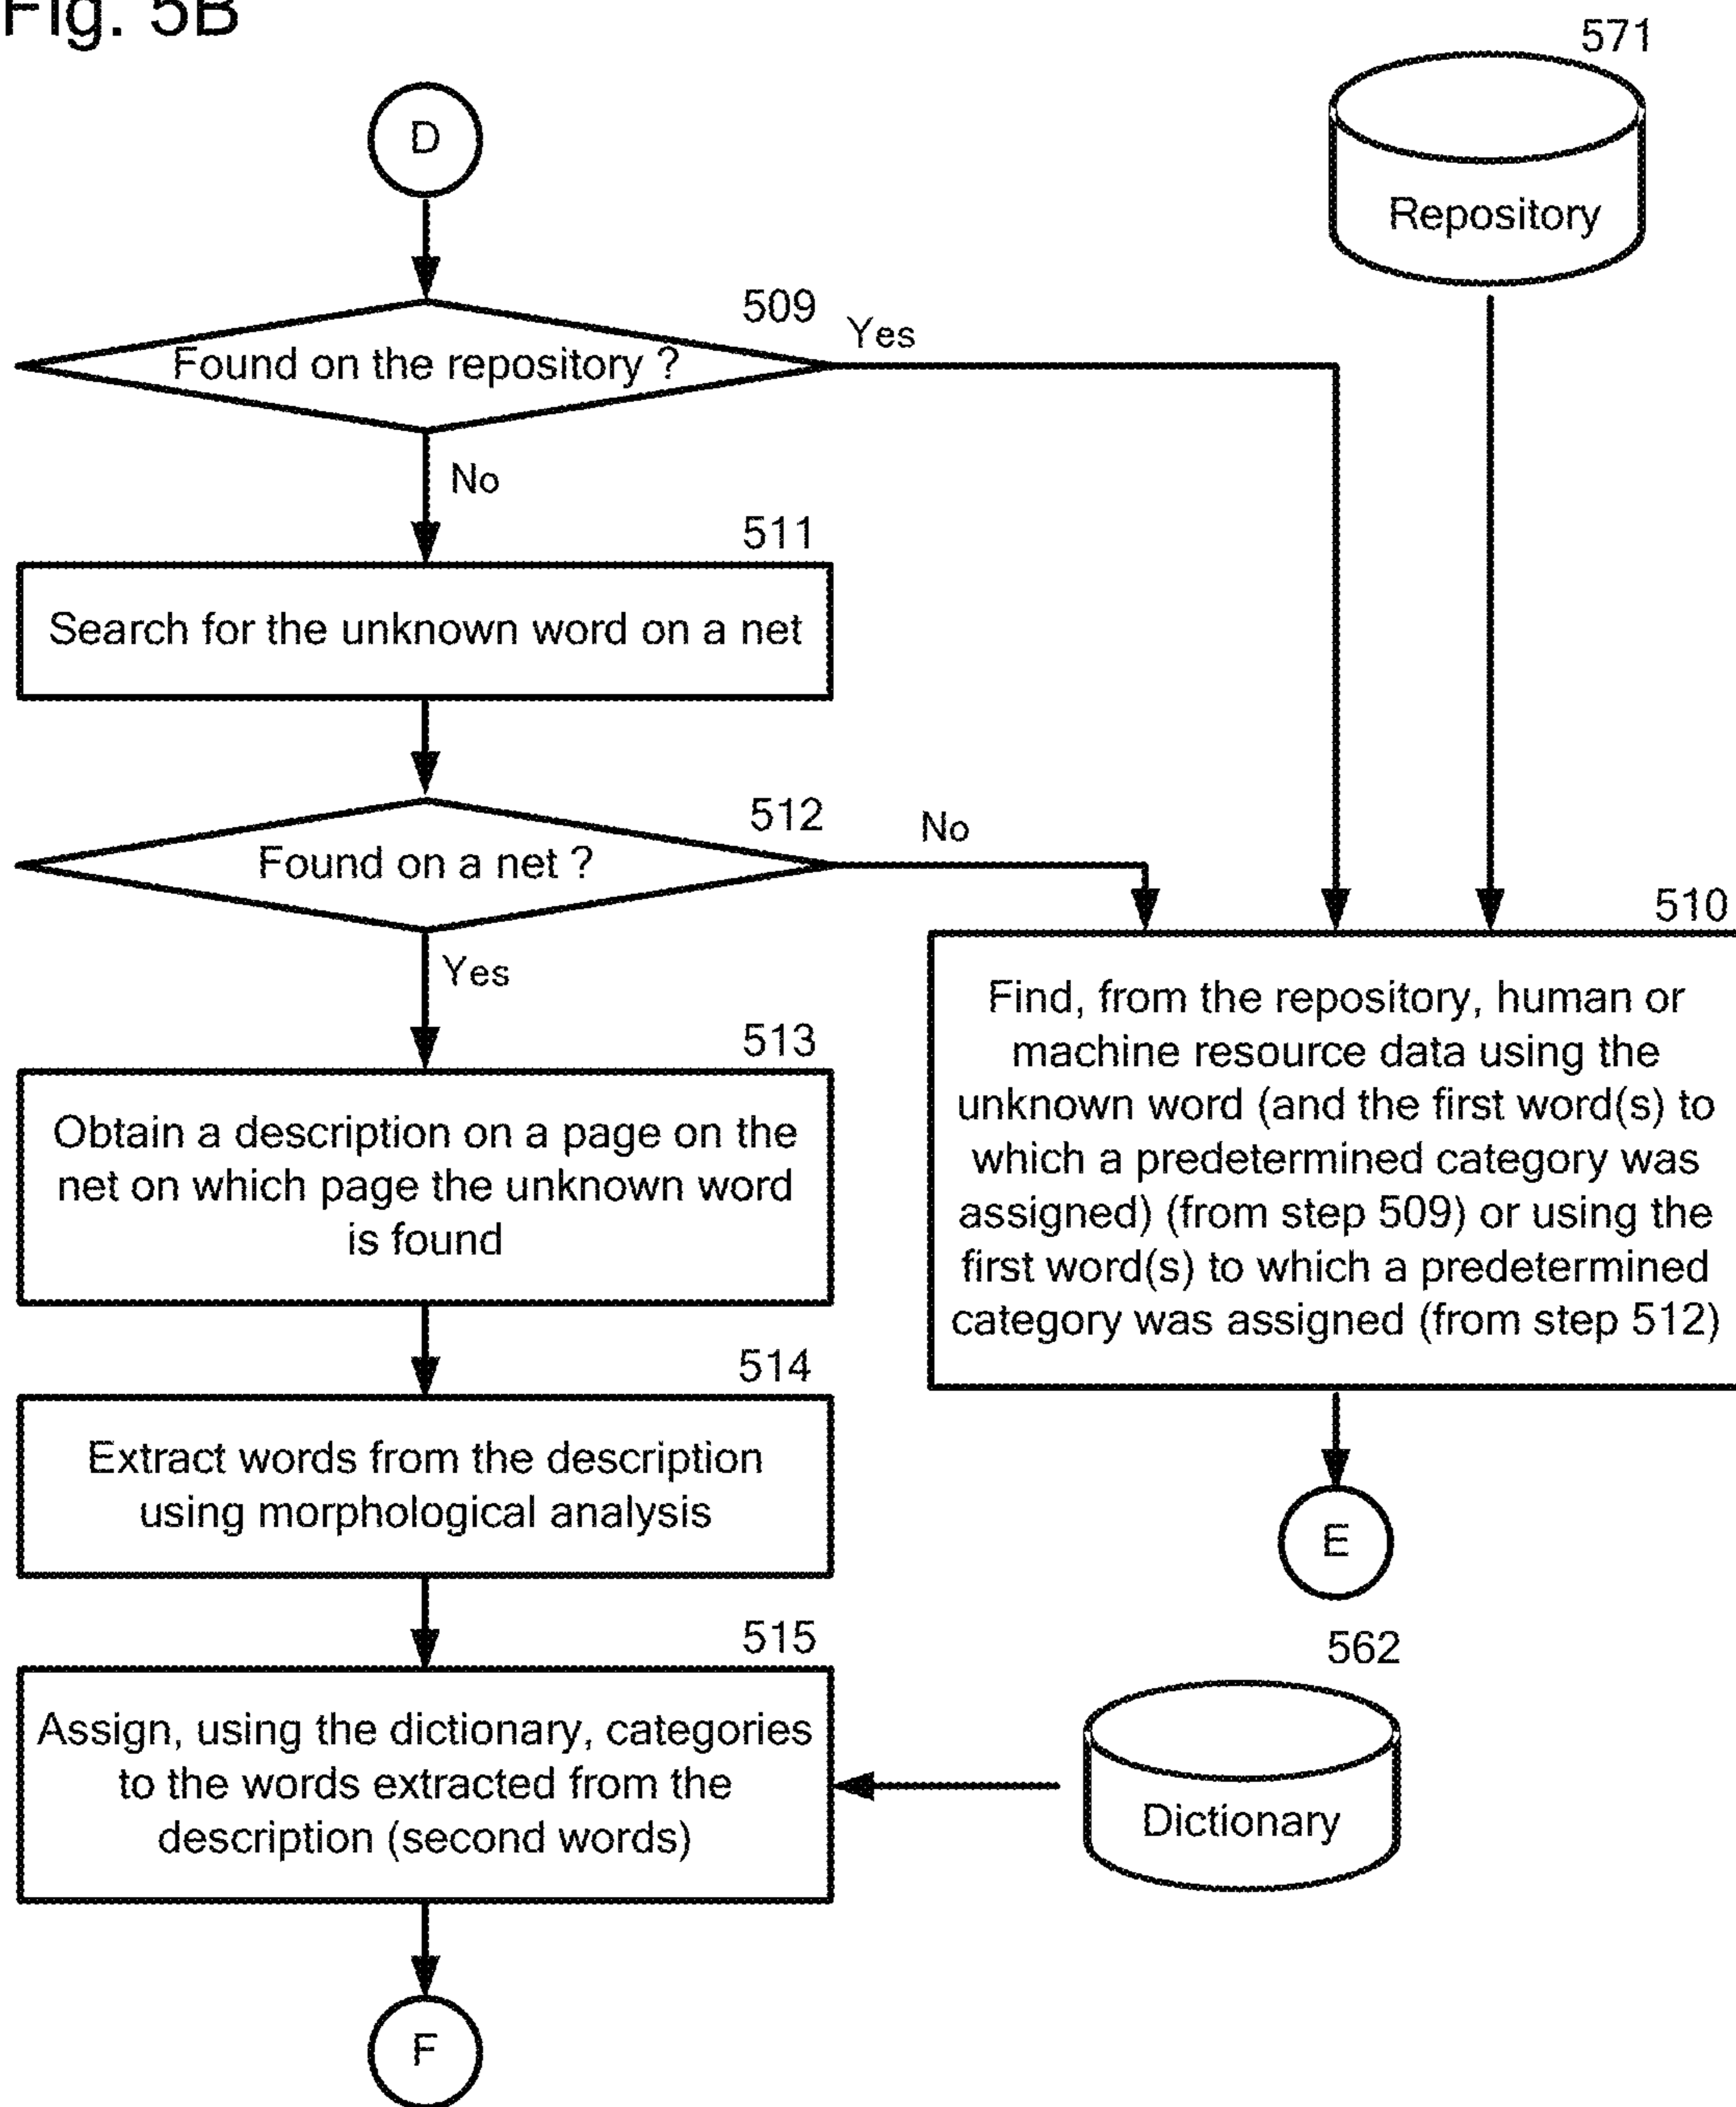 Fig. 5B
571
D
Repository
509
Found on the repository ?
Yes
No
511
Search for the unknown word on a net
512
Found on a net ?
No
Yes
510
Find, from the repository, human or
machine resource data using the
unknown word (and the first word(s) to
which a predetermined category was
assigned) (from step 509) or using the
first word(s) to which a predetermined
category was assigned (from step 512)
513
Obtain a description on a page on the
net on which page the unknown word
is found
514
Extract words from the description
using morphological analysis
E
515
Assign, using the dictionary, categories
to the words extracted from the
description (second words)
562
Dictionary
F